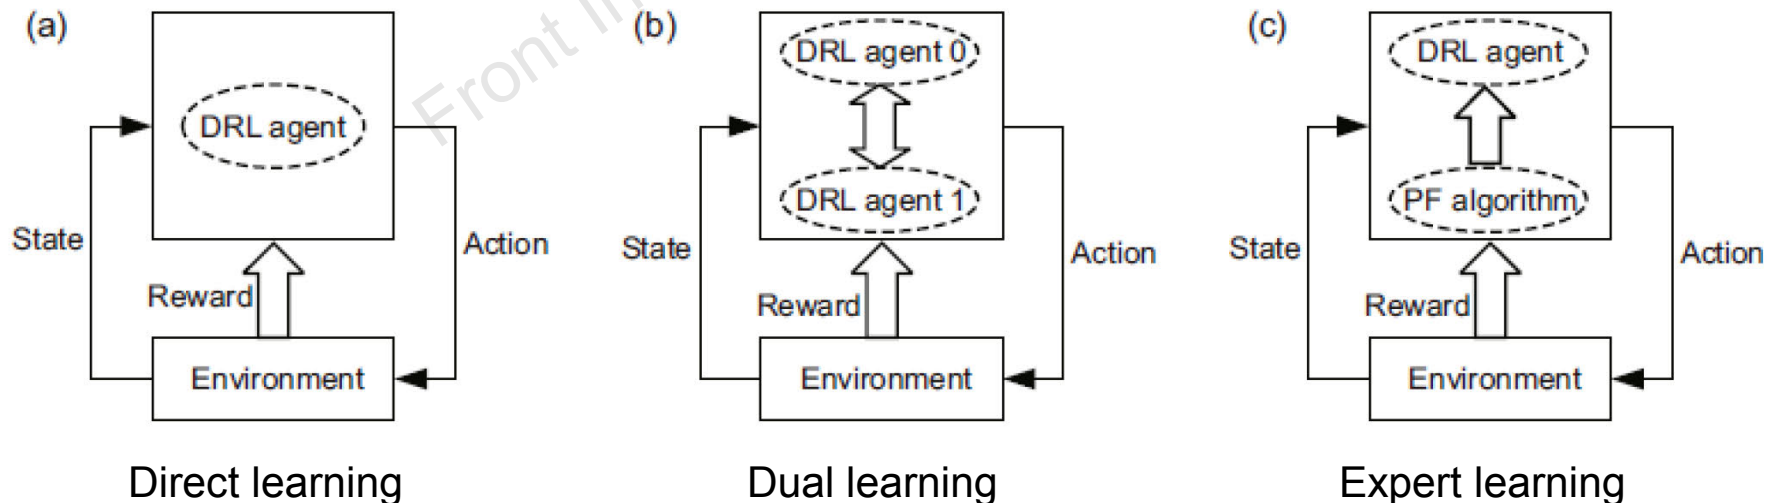 (a)
DRL agent
State
Action
Reward
Environment
Direct learning
(b)
DRL agent 0
DRL agent 1
State
Action
Reward
Environment
Dual learning
(c)
DRL agent
PF algorithm
State
Action
Reward
Environment
Expert learning
Front